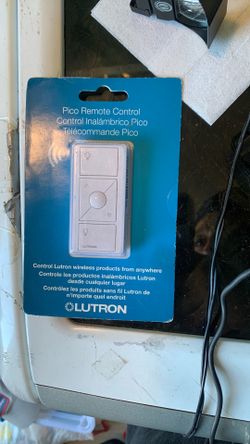 Pico Remote Control
Control Inalámbrico Pico
Télécommande Pico
LUTRON
Control Lutron wireless products from anywhere
Controle los productos inalámbricos Lutron
desde cualquier lugar
Contrôlez les produits sans fil Lutron de
n'importe quel endroit
LUTRON